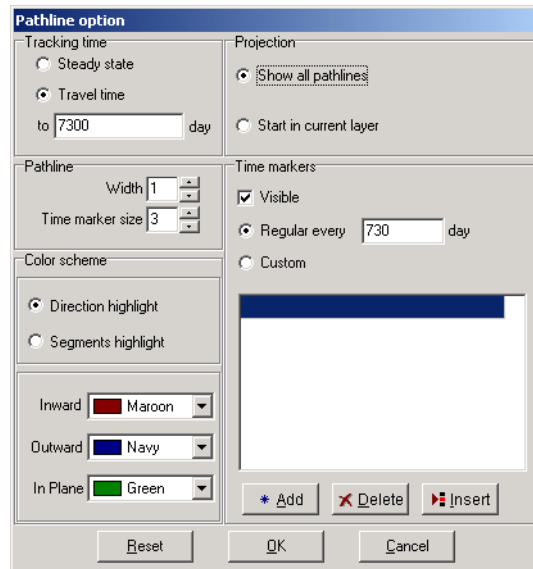 Pathline option
Tracking time
Steady state
Travel time
to 7300 day
Projection
Show all pathlines
Start in current layer
Pathline
Width 1
Time marker size 3
Time markers
Visible
Regular every 730 day
Custom
Color scheme
Direction highlight
Segments highlight
Inward Maroon
Outward Navy
In Plane Green
Add Delete Insert
Reset OK Cancel